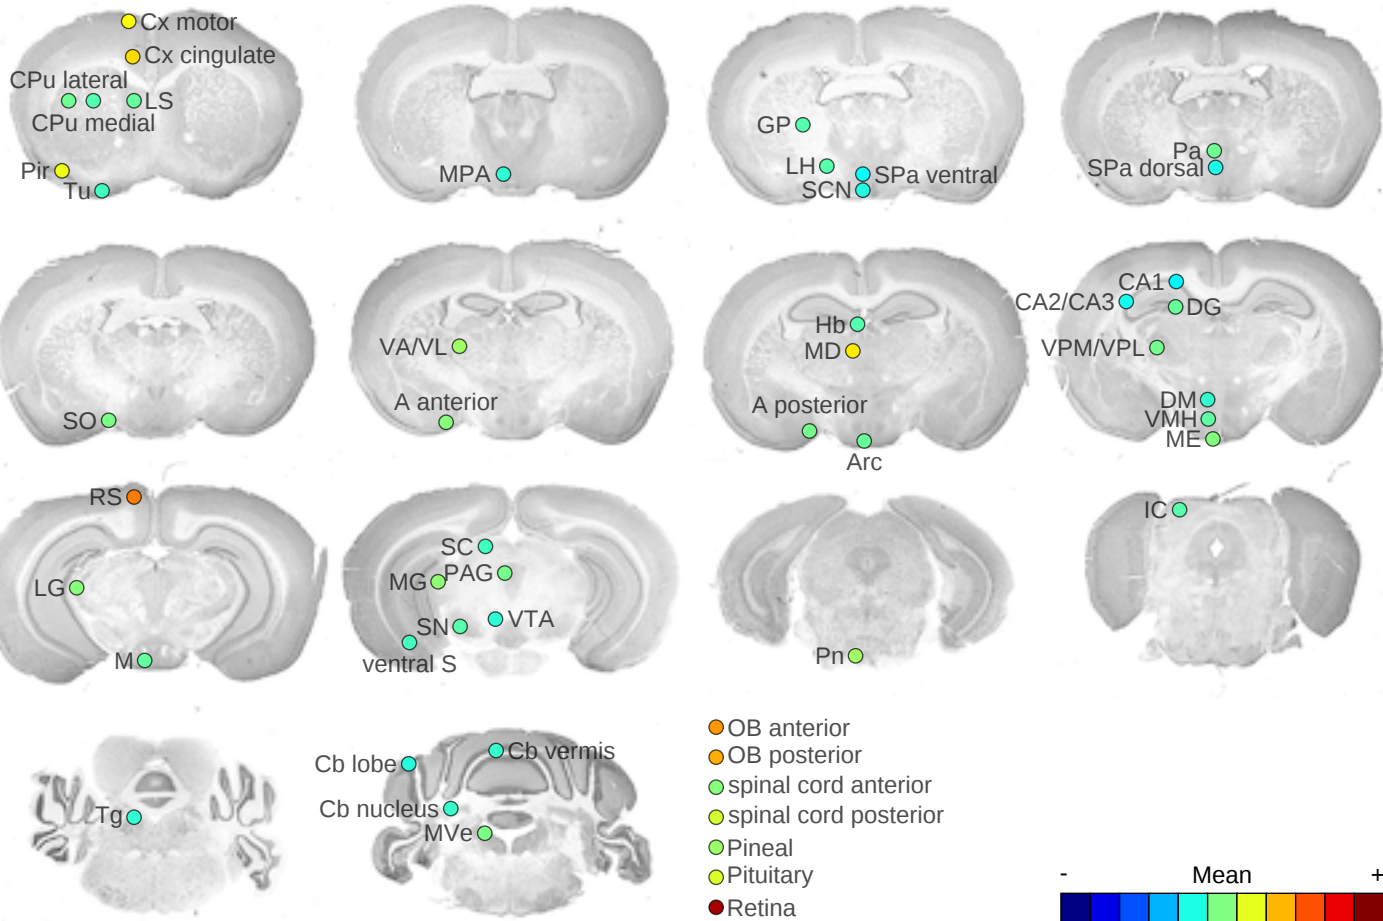 Cx motor
Cx cingulate
CPu lateral
LS
CPu medial
Pir
Tu
MPA
GP
LH
SPa ventral
SCN
Pa
SPa dorsal
SO
VA/VL
A anterior
Hb
MD
A posterior
Arc
CA1
CA2/CA3
DG
VPM/VPL
DM
VMH
ME
RS
LG
M
SC
MG
PAG
SN
VTA
ventral S
Pn
IC
Tg
Cb lobe
Cb vermis
Cb nucleus
MVe
OB anterior
OB posterior
spinal cord anterior
spinal cord posterior
Pineal
Pituitary
Retina
- Mean +